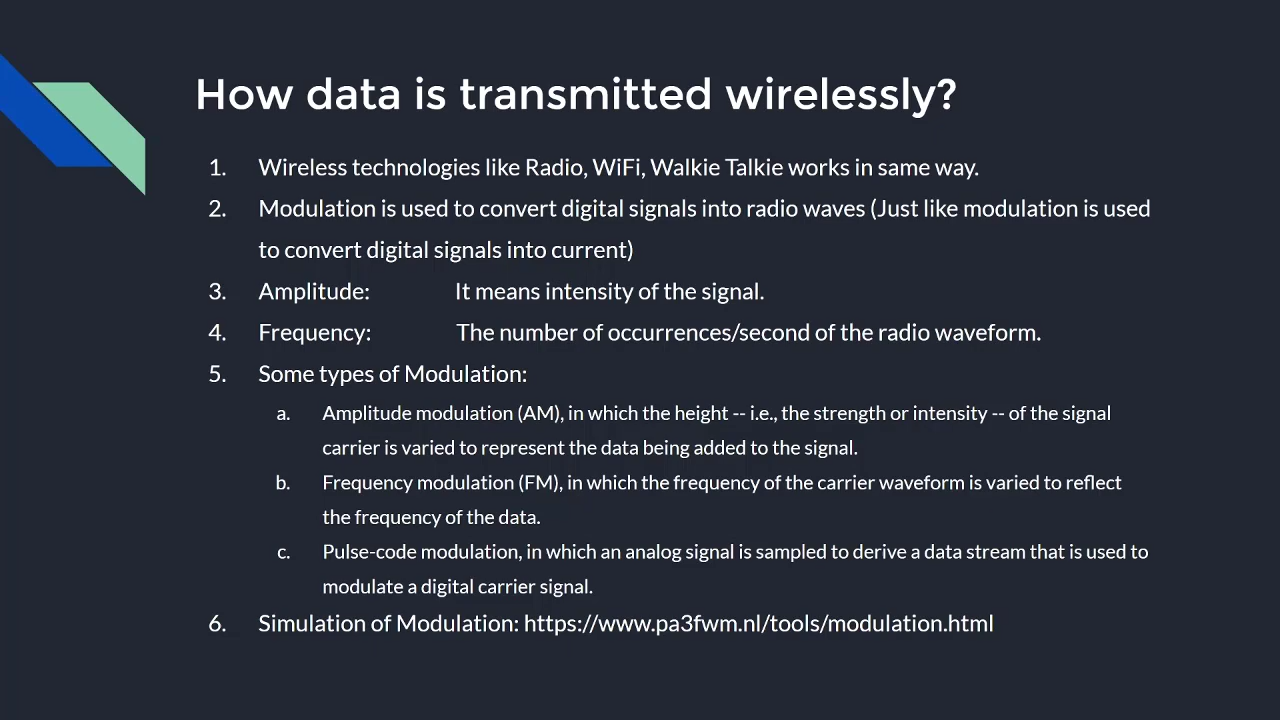 How data is transmitted wirelessly?
1. Wireless technologies like Radio, WiFi, Walkie Talkie works in same way.
2. Modulation is used to convert digital signals into radio waves (Just like modulation is used
to convert digital signals into current)
3. Amplitude: It means intensity of the signal.
4. Frequency: The number of occurrences/second of the radio waveform.
5. Some types of Modulation:
a. Amplitude modulation (AM), in which the height -- i.e., the strength or intensity -- of the signal
carrier is varied to represent the data being added to the signal.
b. Frequency modulation (FM), in which the frequency of the carrier waveform is varied to reflect
the frequency of the data.
c. Pulse-code modulation, in which an analog signal is sampled to derive a data stream that is used to
modulate a digital carrier signal.
6. Simulation of Modulation: https://www.pa3fwm.nl/tools/modulation.html